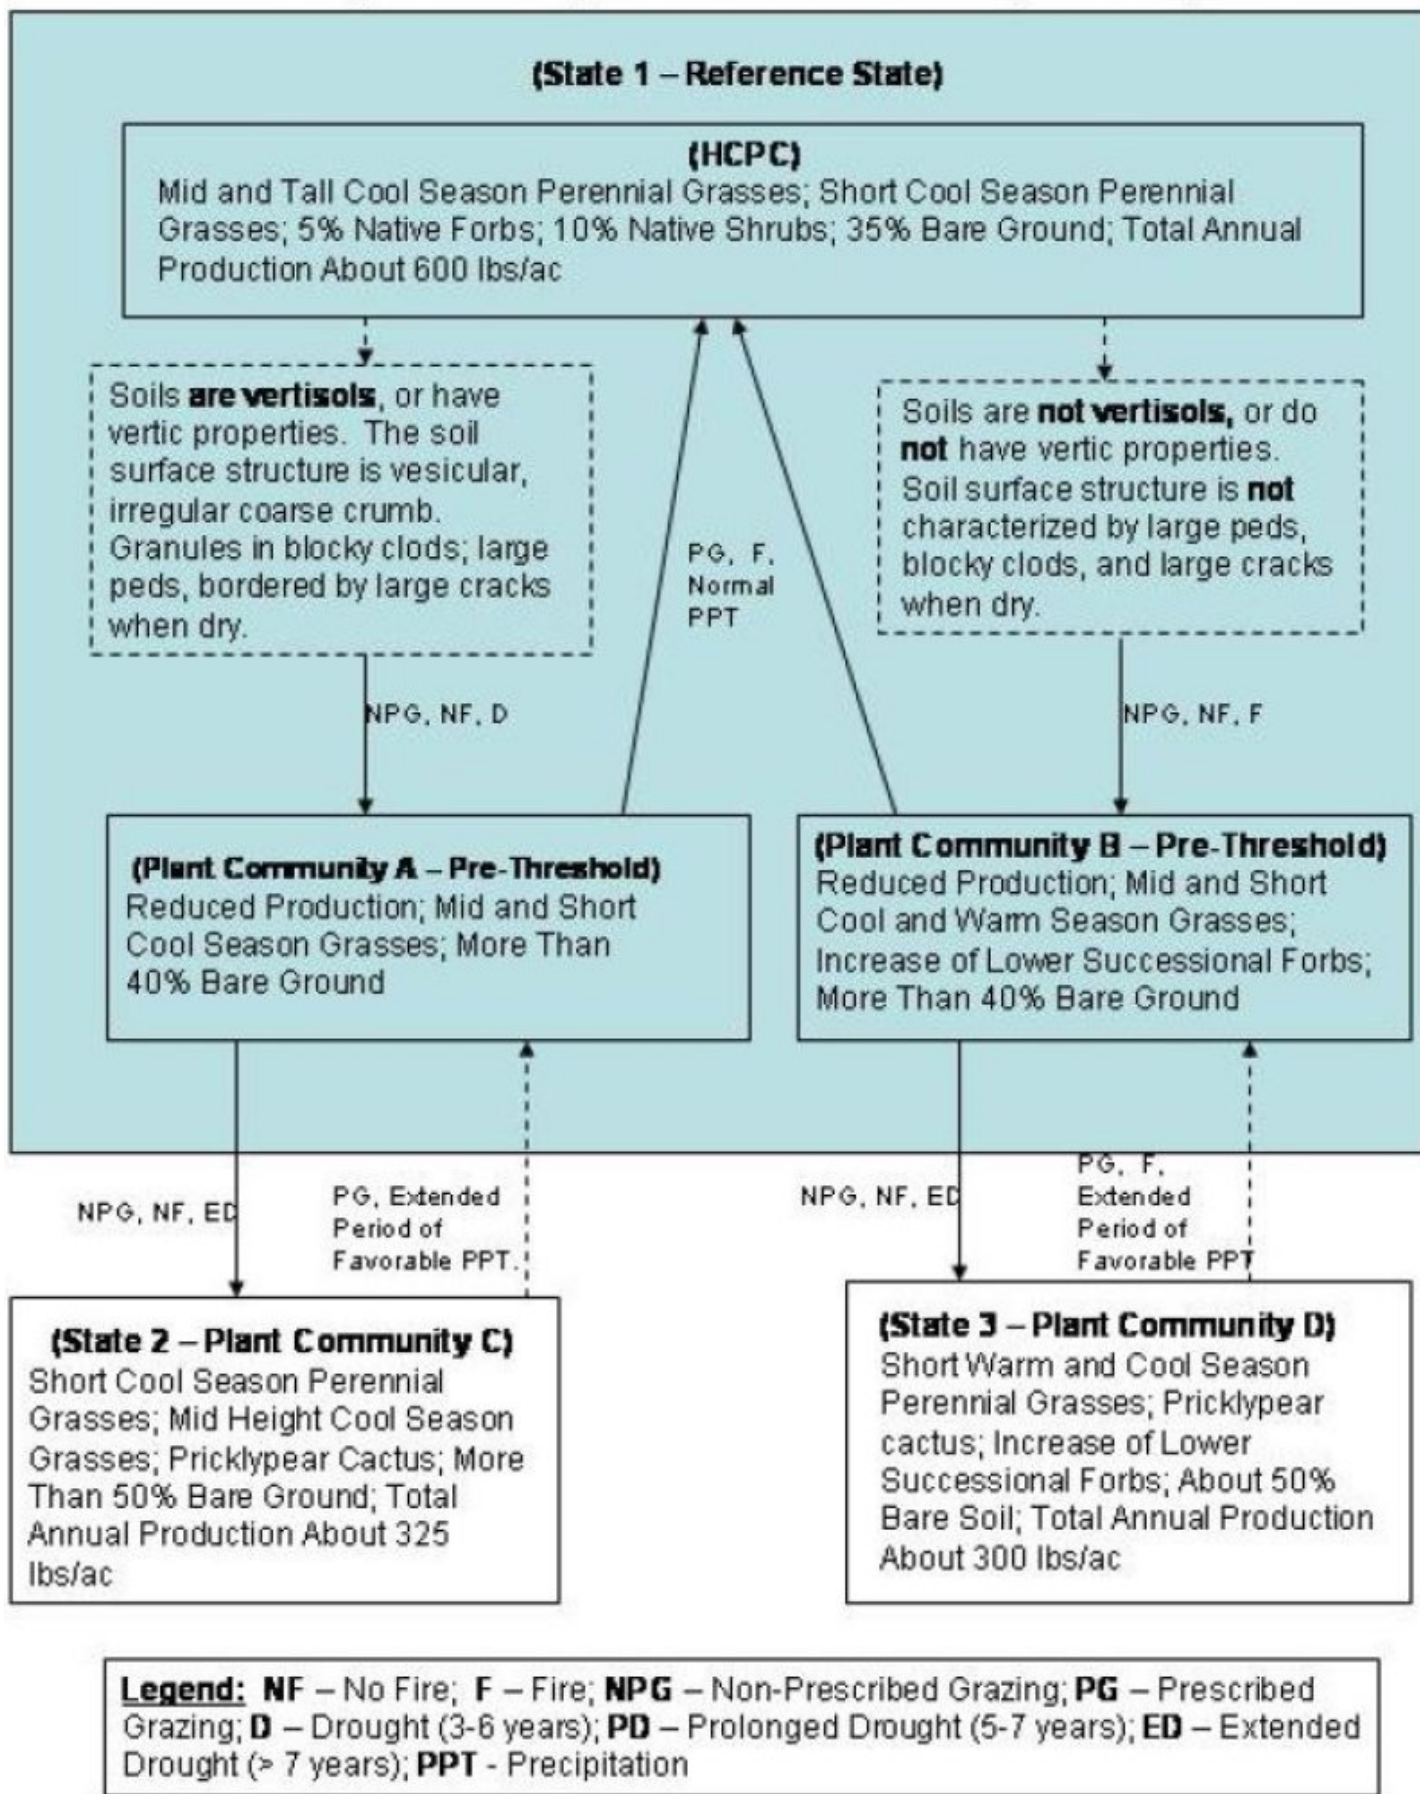 (State 1 – Reference State)
(HCPC)
Mid and Tall Cool Season Perennial Grasses; Short Cool Season Perennial
Grasses; 5% Native Forbs; 10% Native Shrubs; 35% Bare Ground; Total Annual
Production About 600 lbs/ac
Soils are vertisols, or have
vertic properties. The soil
surface structure is vesicular,
irregular coarse crumb.
Granules in blocky clods; large
peds, bordered by large cracks
when dry.
PG, F,
Normal
PPT
Soils are not vertisols, or do
not have vertic properties.
Soil surface structure is not
characterized by large peds,
blocky clods, and large cracks
when dry.
NPG, NF, D
NPG, NF, F
(Plant Community A – Pre-Threshold)
Reduced Production; Mid and Short
Cool Season Grasses; More Than
40% Bare Ground
(Plant Community B – Pre-Threshold)
Reduced Production; Mid and Short
Cool and Warm Season Grasses;
Increase of Lower Successional Forbs;
More Than 40% Bare Ground
NPG, NF, ED
PG, Extended
Period of
Favorable PPT.
NPG, NF, ED
PG, F,
Extended
Period of
Favorable PPT
(State 2 – Plant Community C)
Short Cool Season Perennial
Grasses; Mid Height Cool Season
Grasses; Pricklypear Cactus; More
Than 50% Bare Ground; Total
Annual Production About 325
lbs/ac
(State 3 – Plant Community D)
Short Warm and Cool Season
Perennial Grasses; Pricklypear
cactus; Increase of Lower
Successional Forbs; About 50%
Bare Soil; Total Annual Production
About 300 lbs/ac
Legend: NF – No Fire; F – Fire; NPG – Non-Prescribed Grazing; PG – Prescribed
Grazing; D – Drought (3-6 years); PD – Prolonged Drought (5-7 years); ED – Extended
Drought (> 7 years); PPT - Precipitation